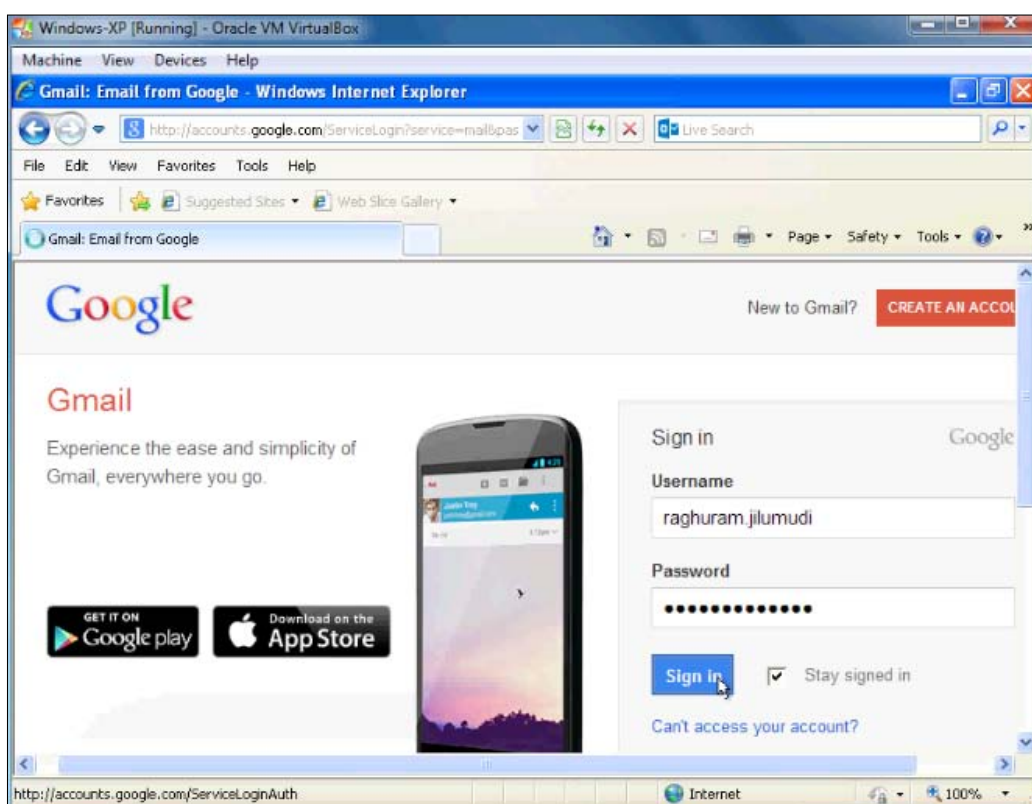 Windows-XP [Running] - Oracle VM VirtualBox
Machine View Devices Help
Gmail: Email from Google - Windows Internet Explorer
http://accounts.google.com/ServiceLogin?service=mail&pas
Live Search
File Edit View Favorites Tools Help
Favorites Suggested Sites Web Slice Gallery
Gmail: Email from Google
Page Safety Tools
Google
New to Gmail? CREATE AN ACCOU
Gmail
Experience the ease and simplicity of
Gmail, everywhere you go.
Sign in Google
Username
raghuram.jilumudi
Password
GET IT ON
Google play
Download on the
App Store
Sign in Stay signed in
Can't access your account?
http://accounts.google.com/ServiceLoginAuth Internet 100%